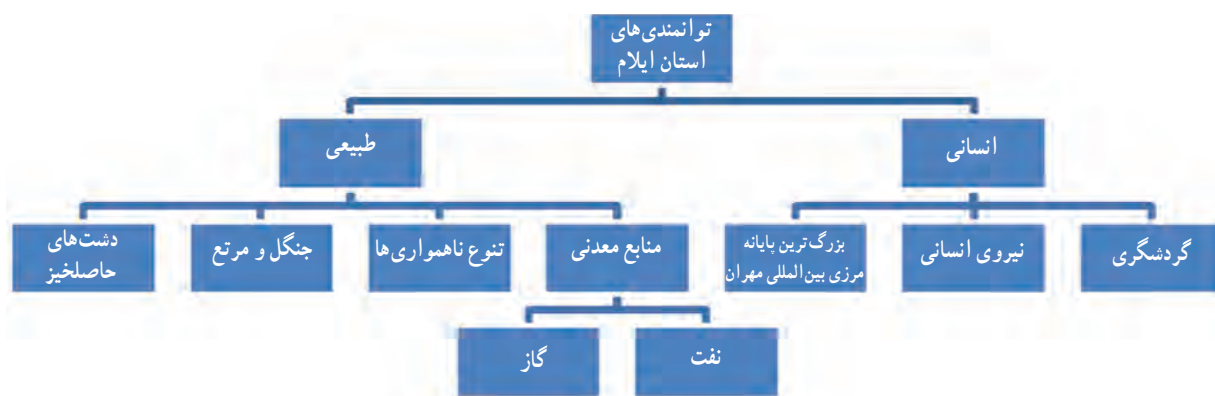 توانمندی‌های
استان ایلام
انسانی
طبیعی
گردشگری
نیروی انسانی
بزرگ‌ترین پایانه
مرزی بین‌المللی مهران
منابع معدنی
تنوع ناهمواری‌ها
جنگل و مرتع
دشت‌های
حاصلخیز
نفت
گاز